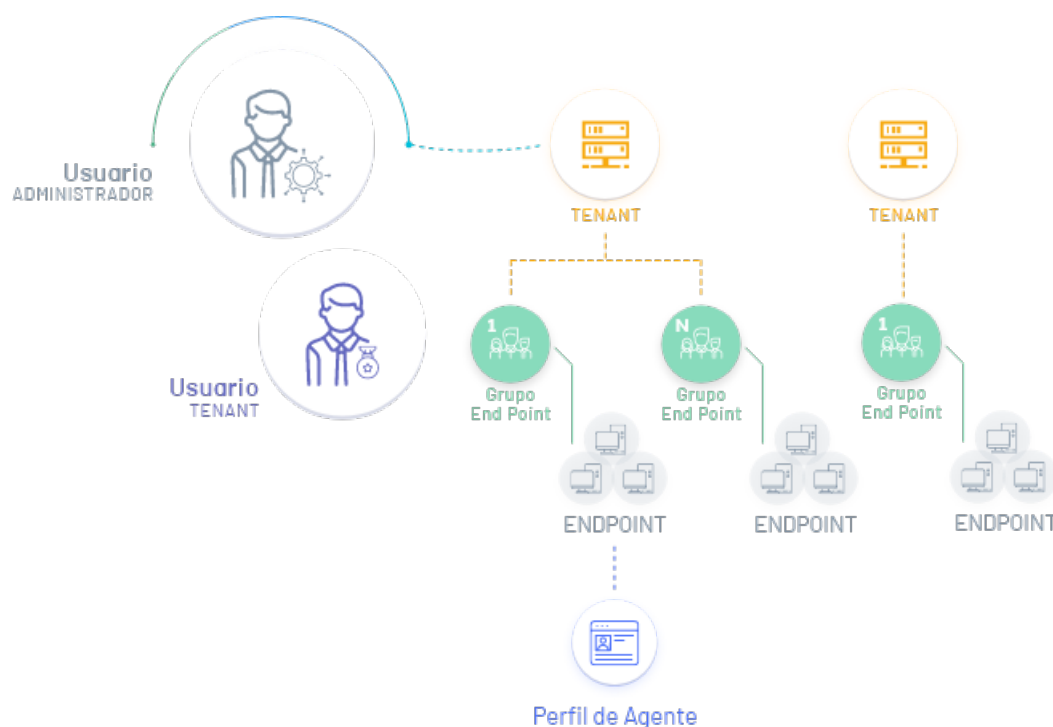 Usuario
ADMINISTRADOR
TENANT
TENANT
1
N
1
Usuario
TENANT
Grupo
End Point
Grupo
End Point
Grupo
End Point
ENDPOINT
ENDPOINT
ENDPOINT
Perfil de Agente